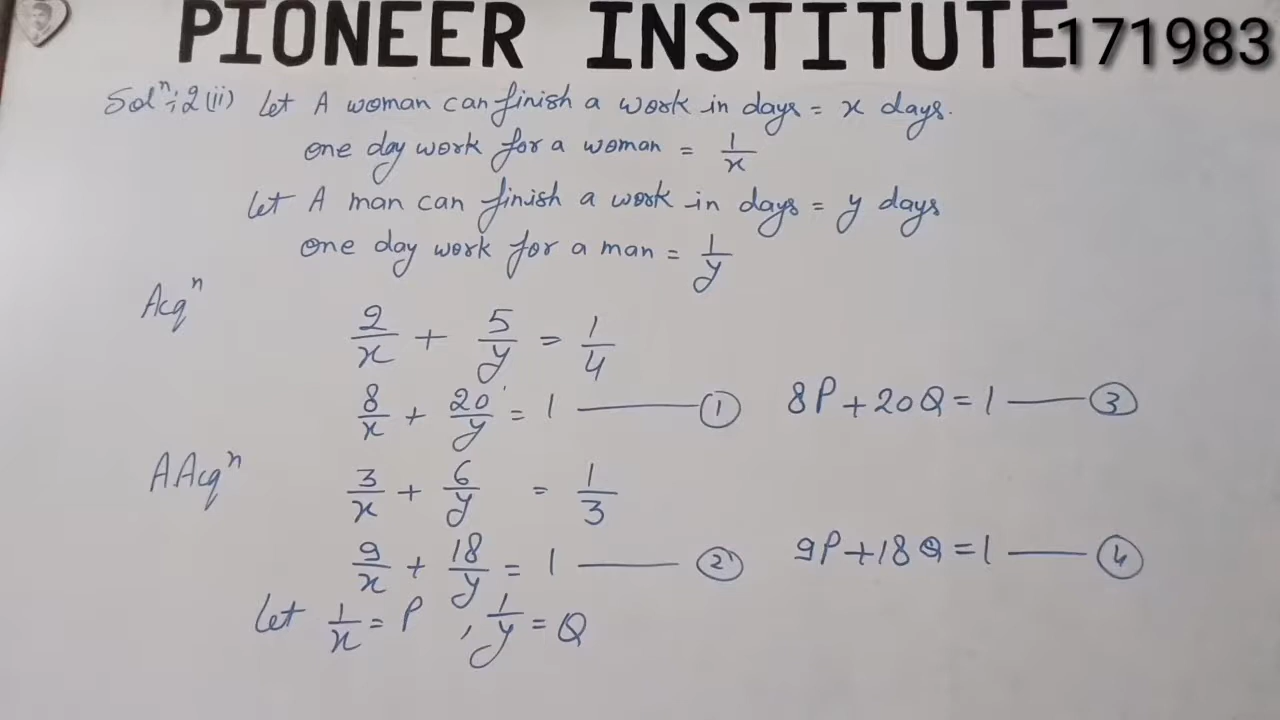 PIONEER INSTITUTE 171983
Solⁿ:- 2(ii) Let A woman can finish a work in days = x days.
one day work for a woman = 1/x
Let A man can finish a work in days = y days
one day work for a man = 1/y
Acqⁿ
2/x + 5/y = 1/4
8/x + 20/y = 1 ——— ① 8P + 20Q = 1 ——— ③
AAcqⁿ
3/x + 6/y = 1/3
9/x + 18/y = 1 ——— ② 9P + 18Q = 1 ——— ④
Let 1/x = P , 1/y = Q